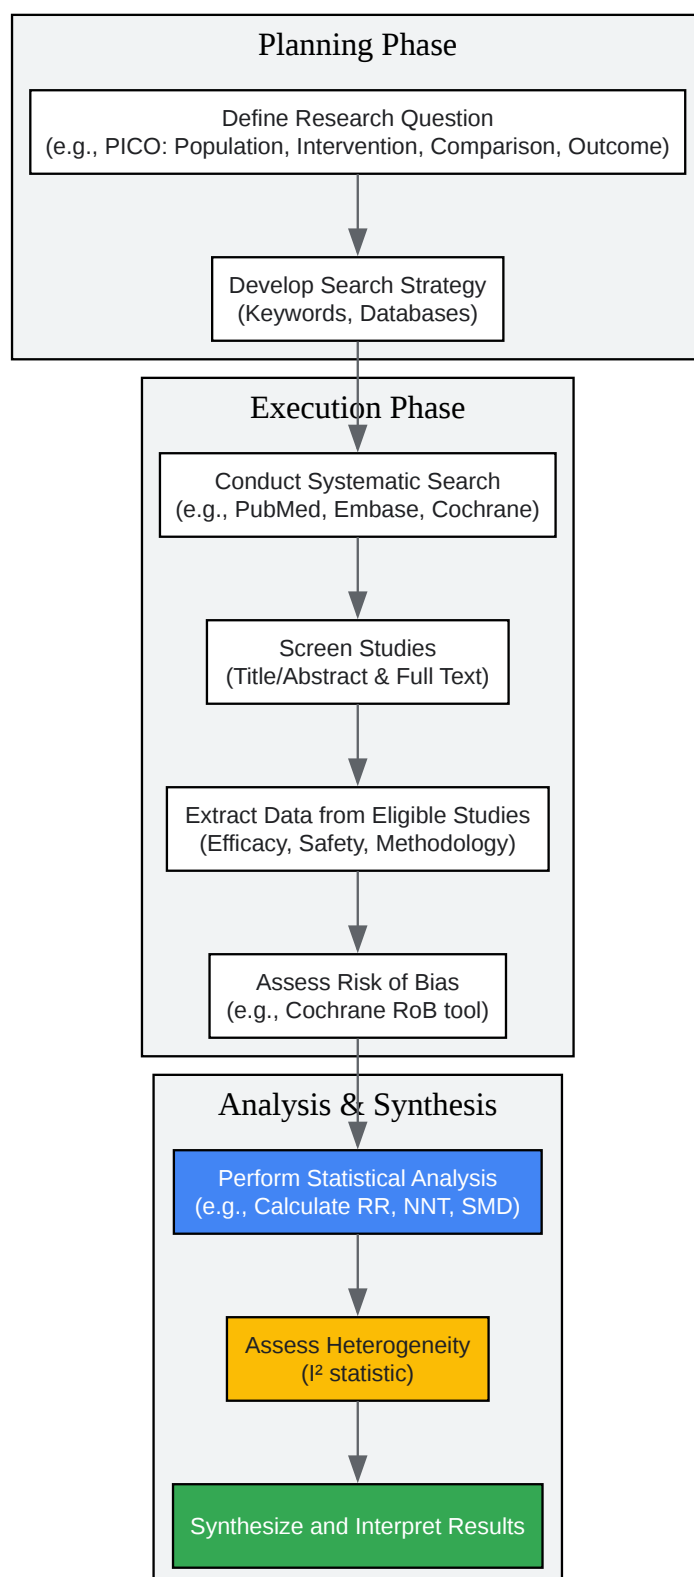 Planning Phase
Define Research Question
(e.g., PICO: Population, Intervention, Comparison, Outcome)
Develop Search Strategy
(Keywords, Databases)
Execution Phase
Conduct Systematic Search
(e.g., PubMed, Embase, Cochrane)
Screen Studies
(Title/Abstract & Full Text)
Extract Data from Eligible Studies
(Efficacy, Safety, Methodology)
Assess Risk of Bias
(e.g., Cochrane RoB tool)
Analysis & Synthesis
Perform Statistical Analysis
(e.g., Calculate RR, NNT, SMD)
Assess Heterogeneity
(I² statistic)
Synthesize and Interpret Results